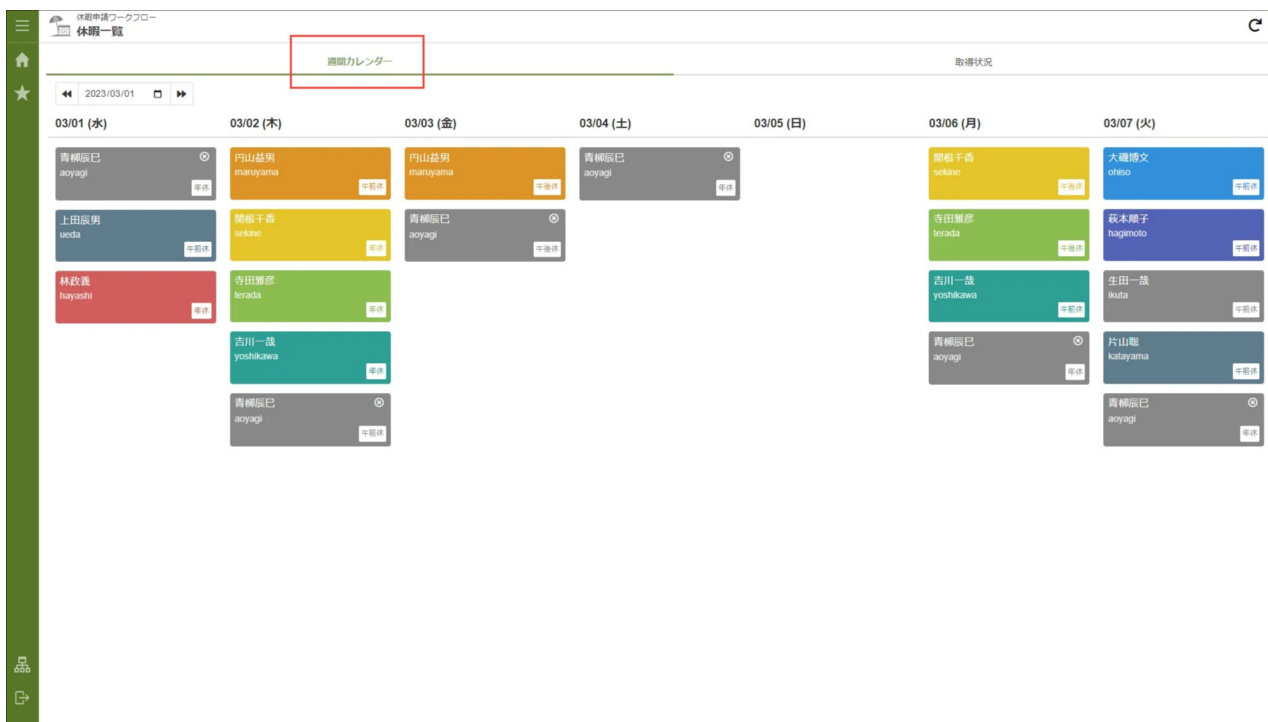 休暇申請ワークフロー
休暇一覧
週間カレンダー
取得状況
2023/03/01
03/01 (水)
03/02 (木)
03/03 (金)
03/04 (土)
03/05 (日)
03/06 (月)
03/07 (火)
青柳辰巳
aoyagi
年休
上田辰男
ueda
午前休
林政義
hayashi
年休
円山益男
maruyama
午前休
関根千香
sekine
年休
寺田雅彦
terada
年休
吉川一哉
yoshikawa
年休
青柳辰巳
aoyagi
午前休
円山益男
maruyama
午後休
青柳辰巳
aoyagi
午後休
青柳辰巳
aoyagi
年休
関根千香
sekine
午後休
寺田雅彦
terada
午後休
吉川一哉
yoshikawa
午前休
青柳辰巳
aoyagi
年休
大磯博文
ohiso
午前休
萩本順子
hagimoto
午前休
生田一哉
ikuta
午前休
片山聡
katayama
午前休
青柳辰巳
aoyagi
年休